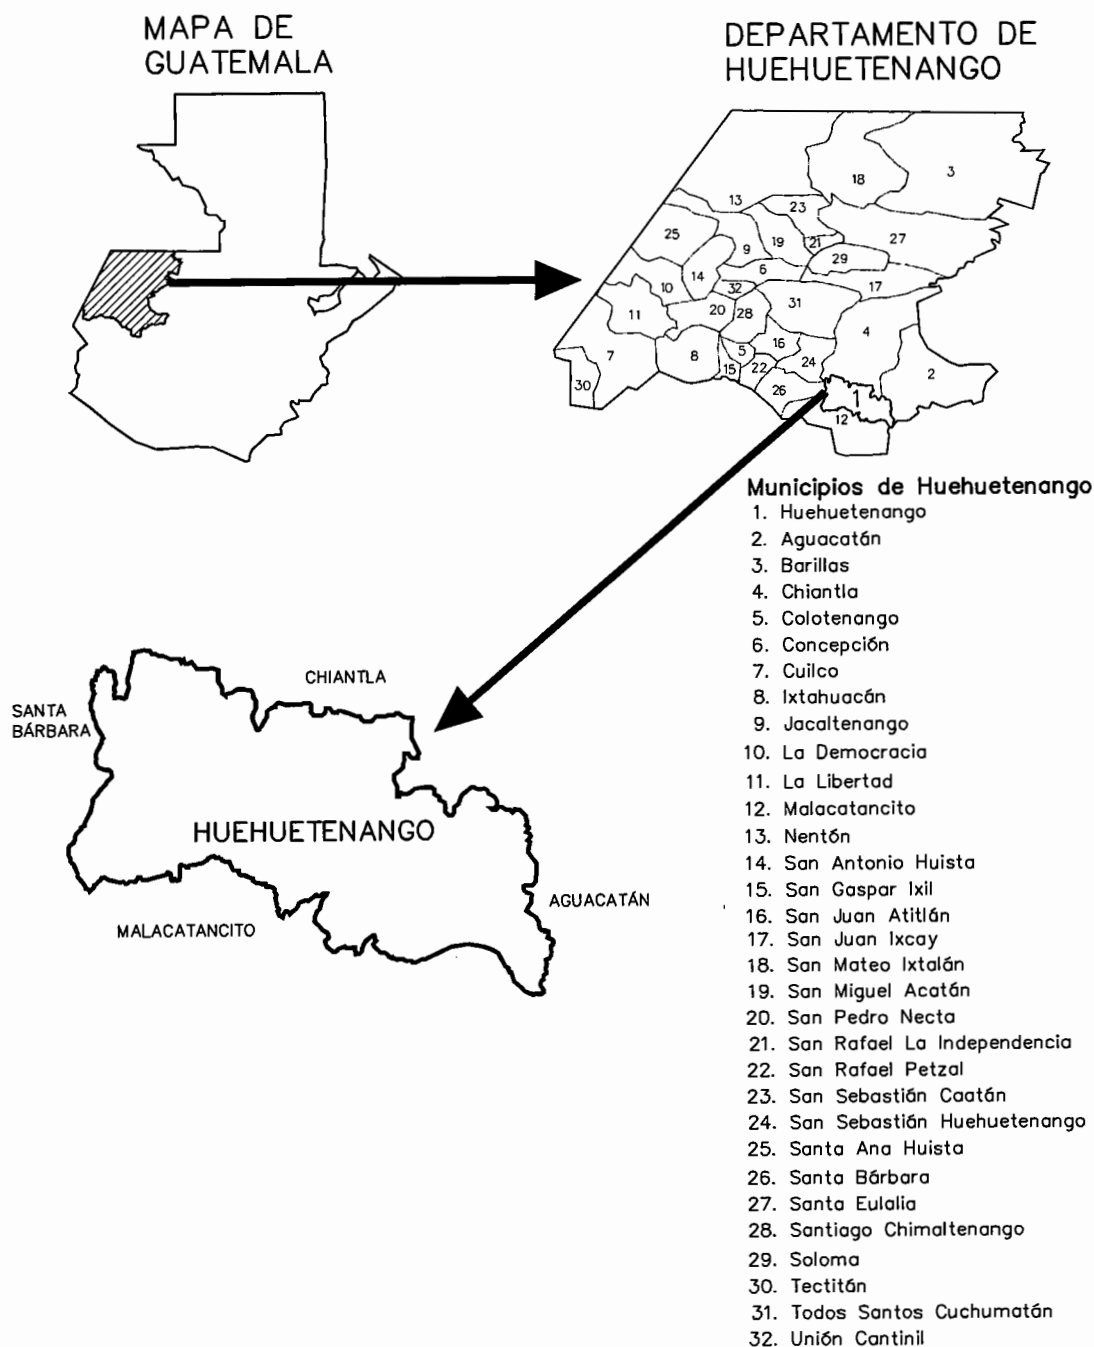 MAPA DE
GUATEMALA
DEPARTAMENTO DE
HUEHUETENANGO
18
3
13
23
25
9
19
21
27
29
14
6
10
32
17
11
20
28
31
4
16
7
8
5
24
15
22
2
30
26
1
12
Municipios de Huehuetenango
1. Huehuetenango
2. Aguacatán
3. Barillas
4. Chiantla
5. Colotenango
6. Concepción
7. Cuilco
8. Ixtahuacán
9. Jacaltenango
10. La Democracia
11. La Libertad
12. Malacatancito
13. Nentón
14. San Antonio Huista
15. San Gaspar Ixil
16. San Juan Atitlán
17. San Juan Ixcay
18. San Mateo Ixtalán
19. San Miguel Acatán
20. San Pedro Necta
21. San Rafael La Independencia
22. San Rafael Petzal
23. San Sebastián Caatán
24. San Sebastián Huehuetenango
25. Santa Ana Huista
26. Santa Bárbara
27. Santa Eulalia
28. Santiago Chimaltenango
29. Soloma
30. Tectitán
31. Todos Santos Cuchumatán
32. Unión Cantinil
CHIANTLA
SANTA
BÁRBARA
HUEHUETENANGO
AGUACATÁN
MALACATANCITO